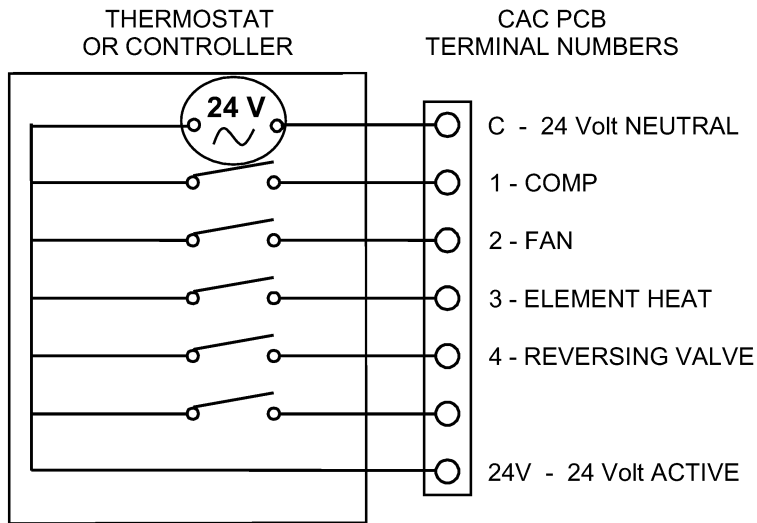 THERMOSTAT
OR CONTROLLER
CAC PCB
TERMINAL NUMBERS
24 V
C - 24 Volt NEUTRAL
1 - COMP
2 - FAN
3 - ELEMENT HEAT
4 - REVERSING VALVE
24V - 24 Volt ACTIVE